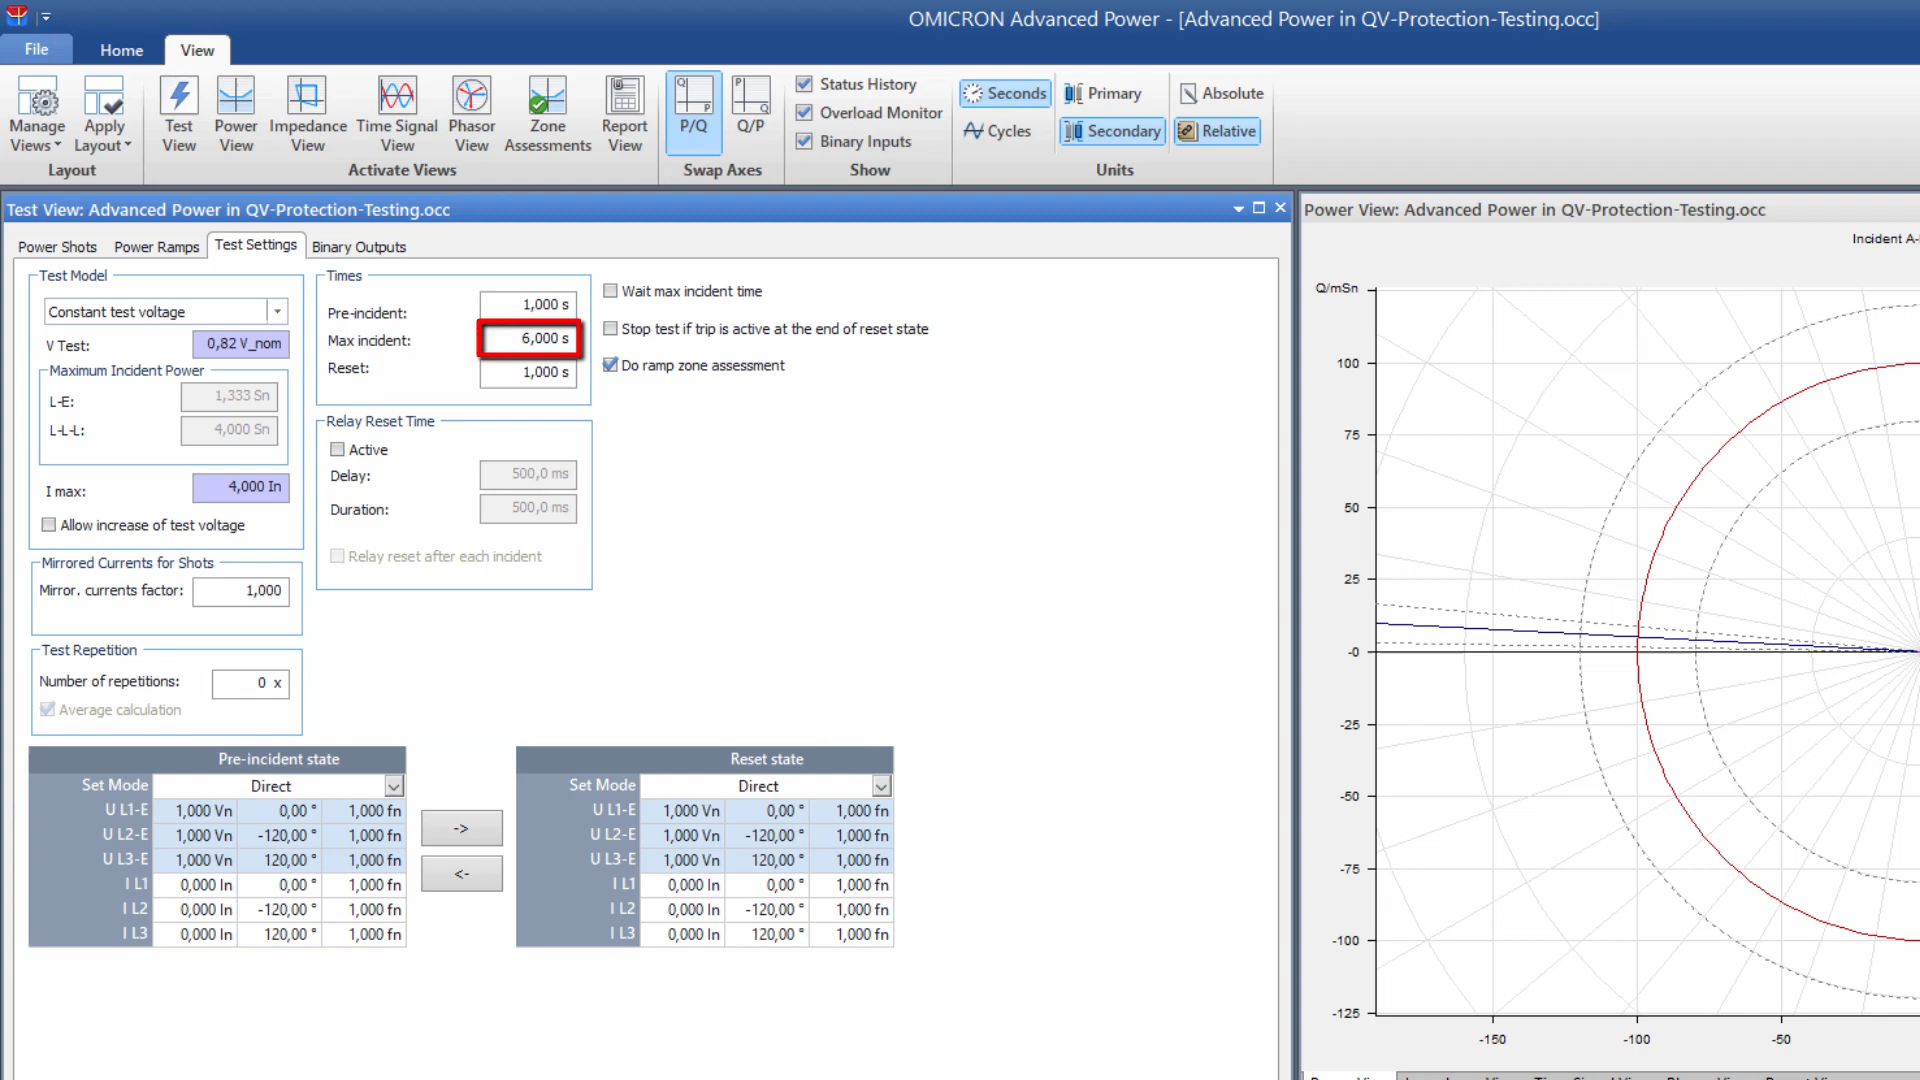 OMICRON Advanced Power - [Advanced Power in QV-Protection-Testing.occ]
File Home View
Manage Views Apply Layout
Layout
Test View Power View Impedance View Time Signal View Phasor View Zone Assessments Report View
Activate Views
P/Q Q/P
Swap Axes
Status History
Overload Monitor
Binary Inputs
Show
Seconds Primary Absolute
Cycles Secondary Relative
Units
Test View: Advanced Power in QV-Protection-Testing.occ
Power Shots Power Ramps Test Settings Binary Outputs
Test Model
Constant test voltage
V Test: 0,82 V_nom
Maximum Incident Power
L-E: 1,333 Sn
L-L-L: 4,000 Sn
I max: 4,000 In
Allow increase of test voltage
Mirrored Currents for Shots
Mirror. currents factor: 1,000
Test Repetition
Number of repetitions: 0 x
Average calculation
Times
Pre-incident: 1,000 s
Max incident: 6,000 s
Reset: 1,000 s
Relay Reset Time
Active
Delay: 500,0 ms
Duration: 500,0 ms
Relay reset after each incident
Wait max incident time
Stop test if trip is active at the end of reset state
Do ramp zone assessment
Pre-incident state
Set Mode Direct
U L1-E 1,000 Vn 0,00 ° 1,000 fn
U L2-E 1,000 Vn -120,00 ° 1,000 fn
U L3-E 1,000 Vn 120,00 ° 1,000 fn
I L1 0,000 In 0,00 ° 1,000 fn
I L2 0,000 In -120,00 ° 1,000 fn
I L3 0,000 In 120,00 ° 1,000 fn
->
<-
Reset state
Set Mode Direct
U L1-E 1,000 Vn 0,00 ° 1,000 fn
U L2-E 1,000 Vn -120,00 ° 1,000 fn
U L3-E 1,000 Vn 120,00 ° 1,000 fn
I L1 0,000 In 0,00 ° 1,000 fn
I L2 0,000 In -120,00 ° 1,000 fn
I L3 0,000 In 120,00 ° 1,000 fn
Power View: Advanced Power in QV-Protection-Testing.occ
Incident A-
Q/mSn
100
75
50
25
-0
-25
-50
-75
-100
-125
-150 -100 -50